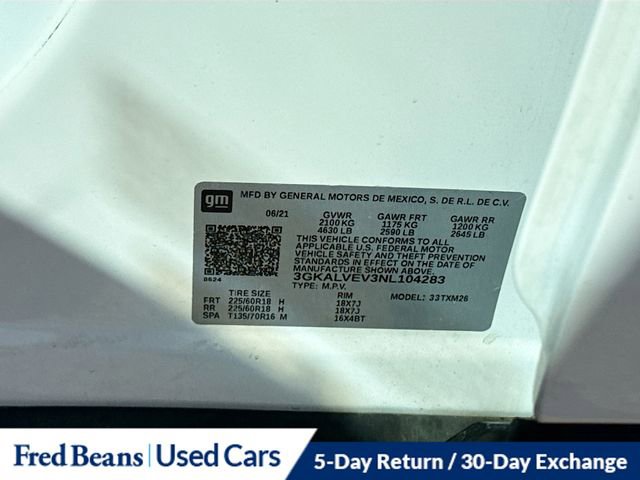 gm MFD BY GENERAL MOTORS DE MEXICO, S. DE R.L. DE C.V.
06/21 GVWR GAWR FRT GAWR RR
2100 KG 1175 KG 1200 KG
4630 LB 2590 LB 2645 LB
THIS VEHICLE CONFORMS TO ALL
APPLICABLE U.S. FEDERAL MOTOR
VEHICLE SAFETY AND THEFT PREVENTION
STANDARDS IN EFFECT ON THE DATE OF
MANUFACTURE SHOWN ABOVE.
8624 3GKALVEV3NL104283
TYPE: M.P.V.
TIRE SIZE RIM MODEL: 33TXM26
FRT 225/60R18 H 18X7J
RR 225/60R18 H 18X7J
SPA T135/70R16 M 16X4BT
Fred Beans | Used Cars 5-Day Return / 30-Day Exchange